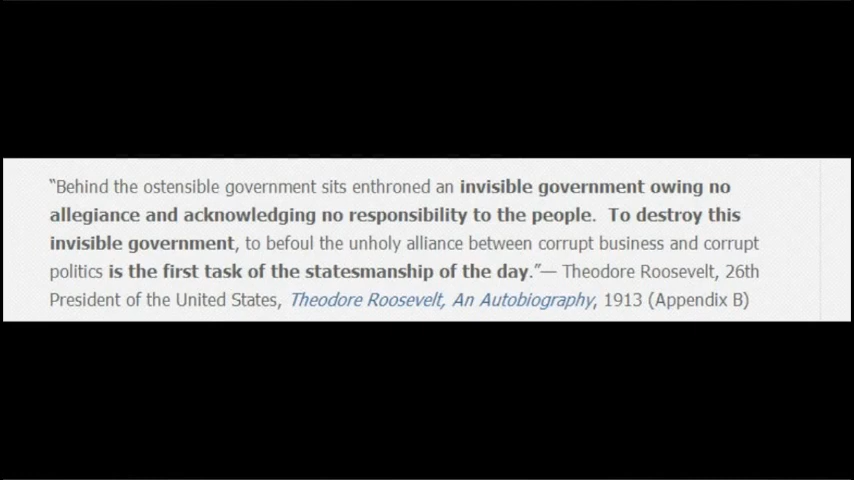 “Behind the ostensible government sits enthroned an invisible government owing no
allegiance and acknowledging no responsibility to the people.  To destroy this
invisible government, to befoul the unholy alliance between corrupt business and corrupt
politics is the first task of the statesmanship of the day.”— Theodore Roosevelt, 26th
President of the United States, Theodore Roosevelt, An Autobiography, 1913 (Appendix B)